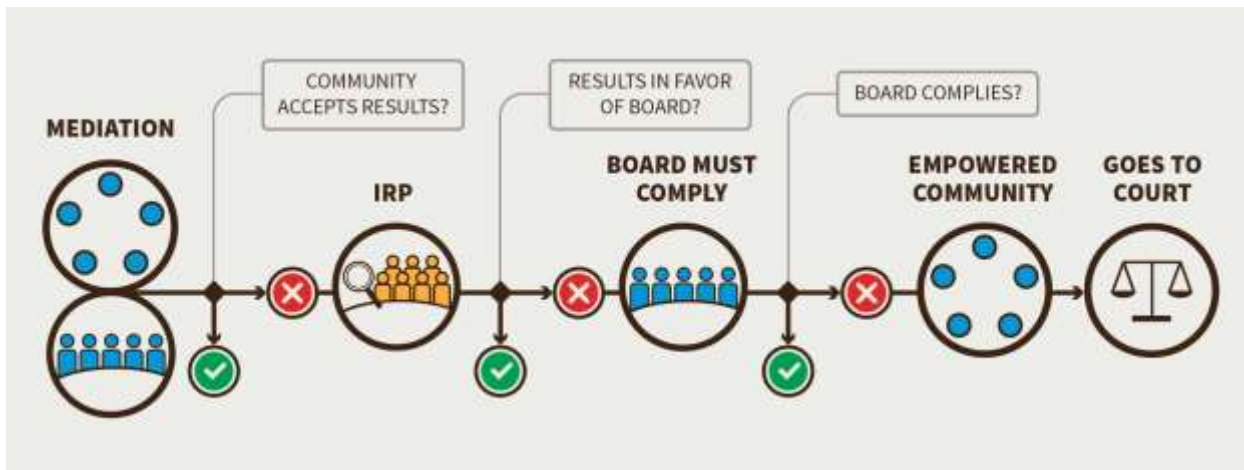 COMMUNITY
ACCEPTS RESULTS?
RESULTS IN FAVOR
OF BOARD?
BOARD COMPLIES?
MEDIATION
IRP
BOARD MUST
COMPLY
EMPOWERED
COMMUNITY
GOES TO
COURT